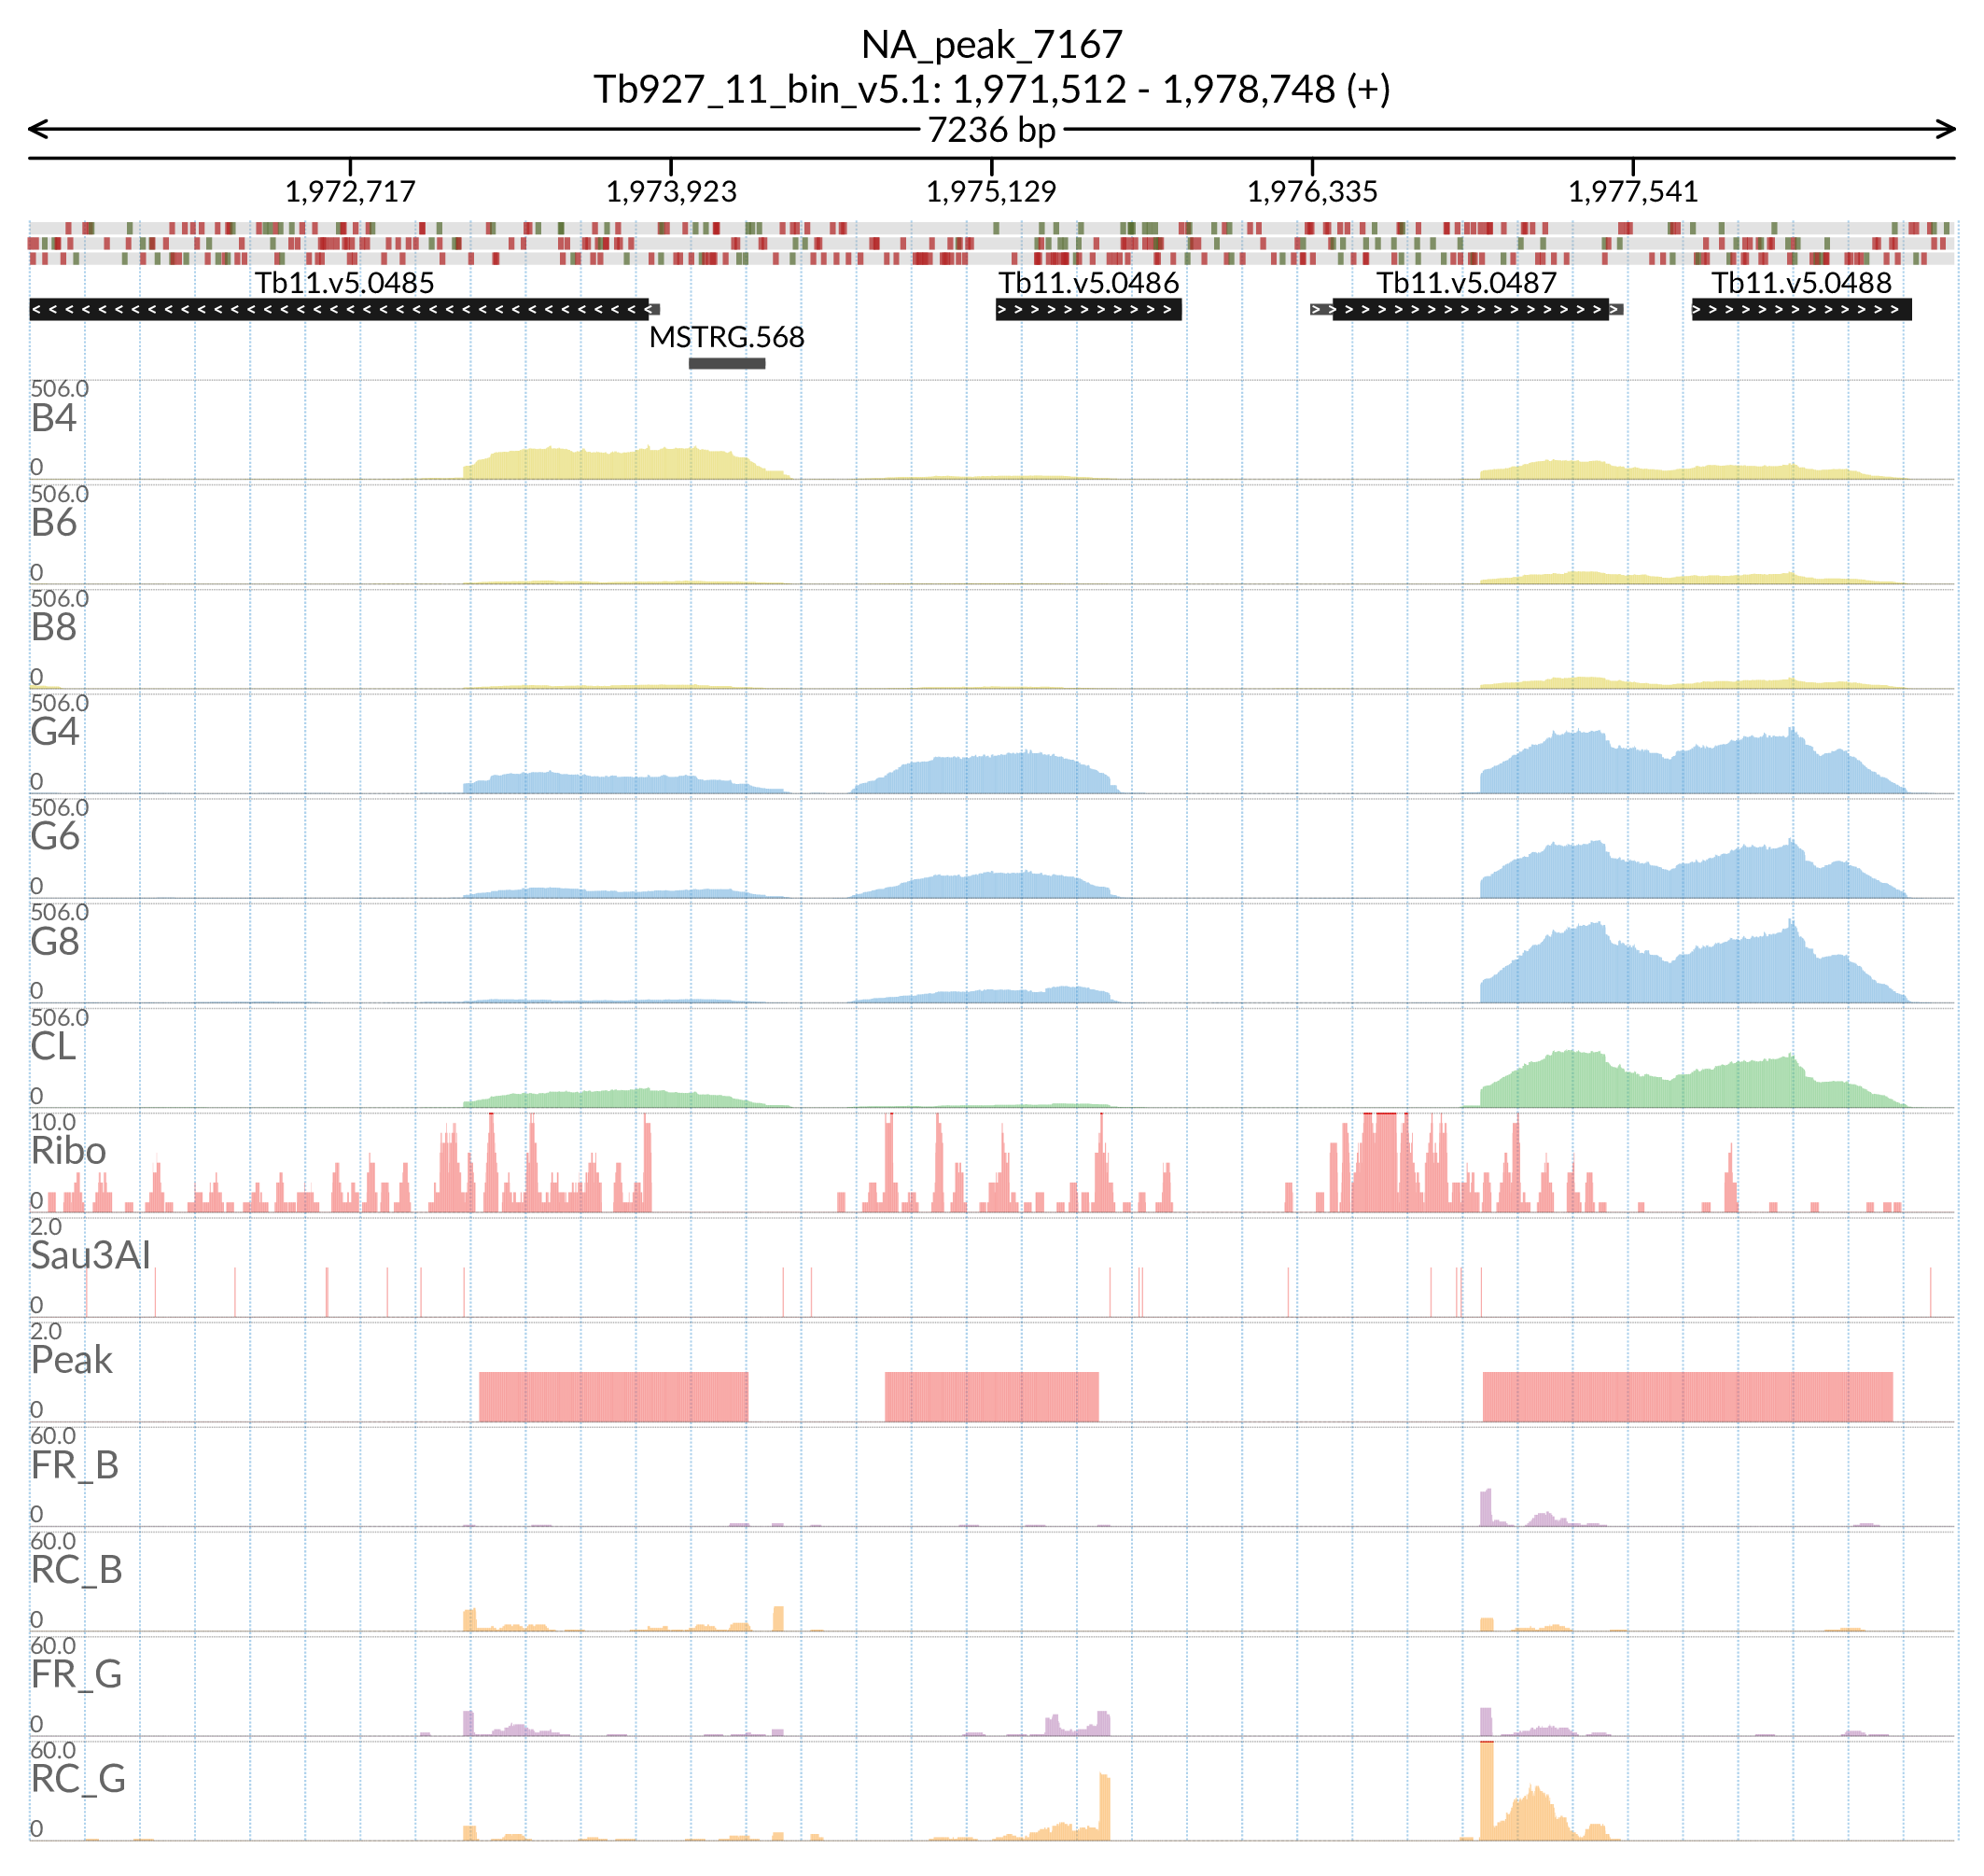 NA_peak_7167
Tb927_11_bin_v5.1: 1,971,512 - 1,978,748 (+)
7236 bp
1,972,717 1,973,923 1,975,129 1,976,335 1,977,541
Tb11.v5.0485 Tb11.v5.0486 Tb11.v5.0487 Tb11.v5.0488
MSTRG.568
506.0
B4
0
506.0
B6
0
506.0
B8
0
506.0
G4
0
506.0
G6
0
506.0
G8
0
506.0
CL
0
10.0
Ribo
0
2.0
Sau3AI
0
2.0
Peak
0
60.0
FR_B
0
60.0
RC_B
0
60.0
FR_G
0
60.0
RC_G
0